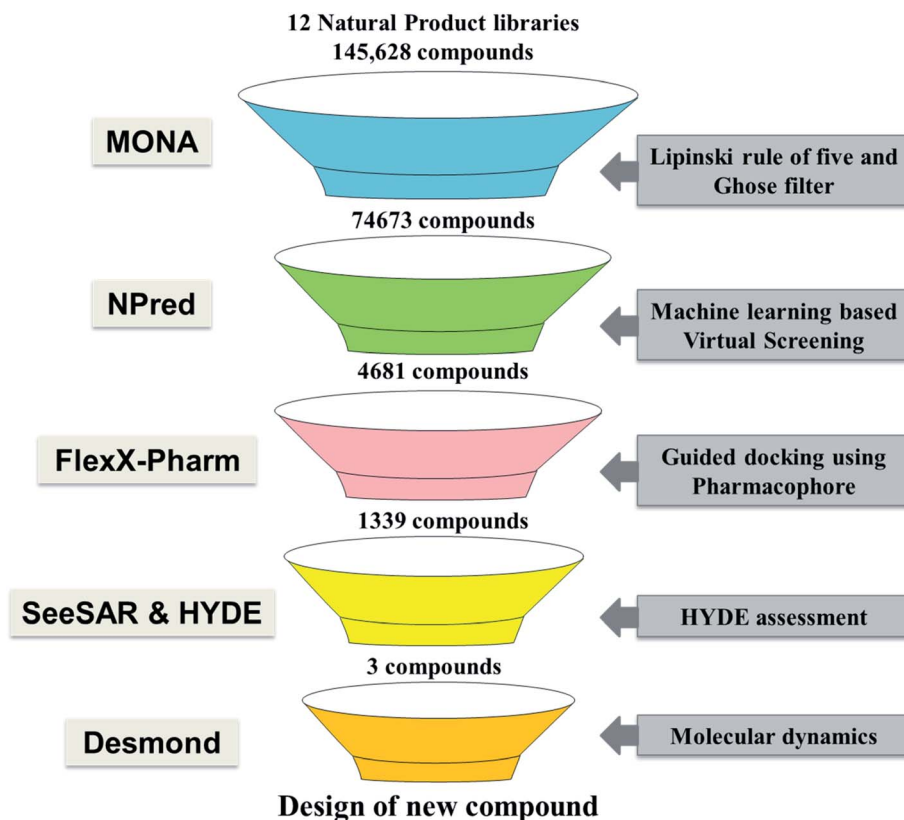 12 Natural Product libraries
145,628 compounds
MONA
Lipinski rule of five and
Ghose filter
74673 compounds
NPred
Machine learning based
Virtual Screening
4681 compounds
FlexX-Pharm
Guided docking using
Pharmacophore
1339 compounds
SeeSAR & HYDE
HYDE assessment
3 compounds
Desmond
Molecular dynamics
Design of new compound